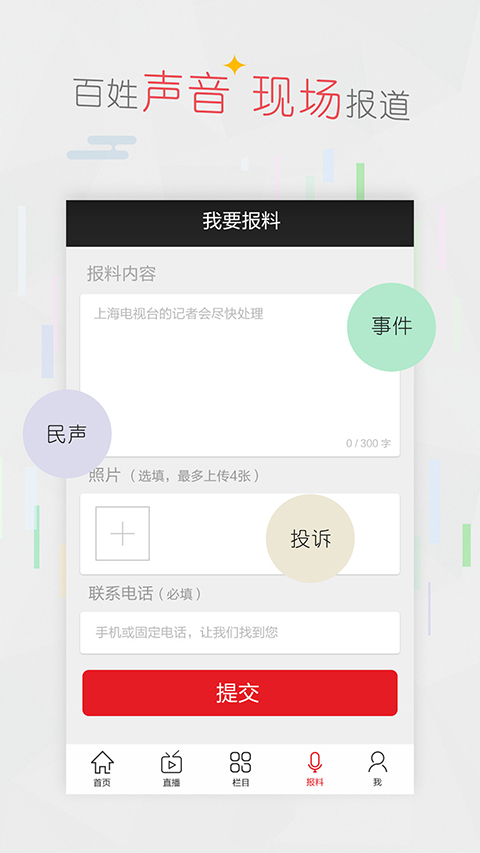 百姓声音 现场报道
我要报料
报料内容
上海电视台的记者会尽快处理
事件
民声
0 / 300 字
照片（选填，最多上传4张）
投诉
联系电话（必填）
手机或固定电话，让我们找到您
提交
首页 直播 栏目 报料 我